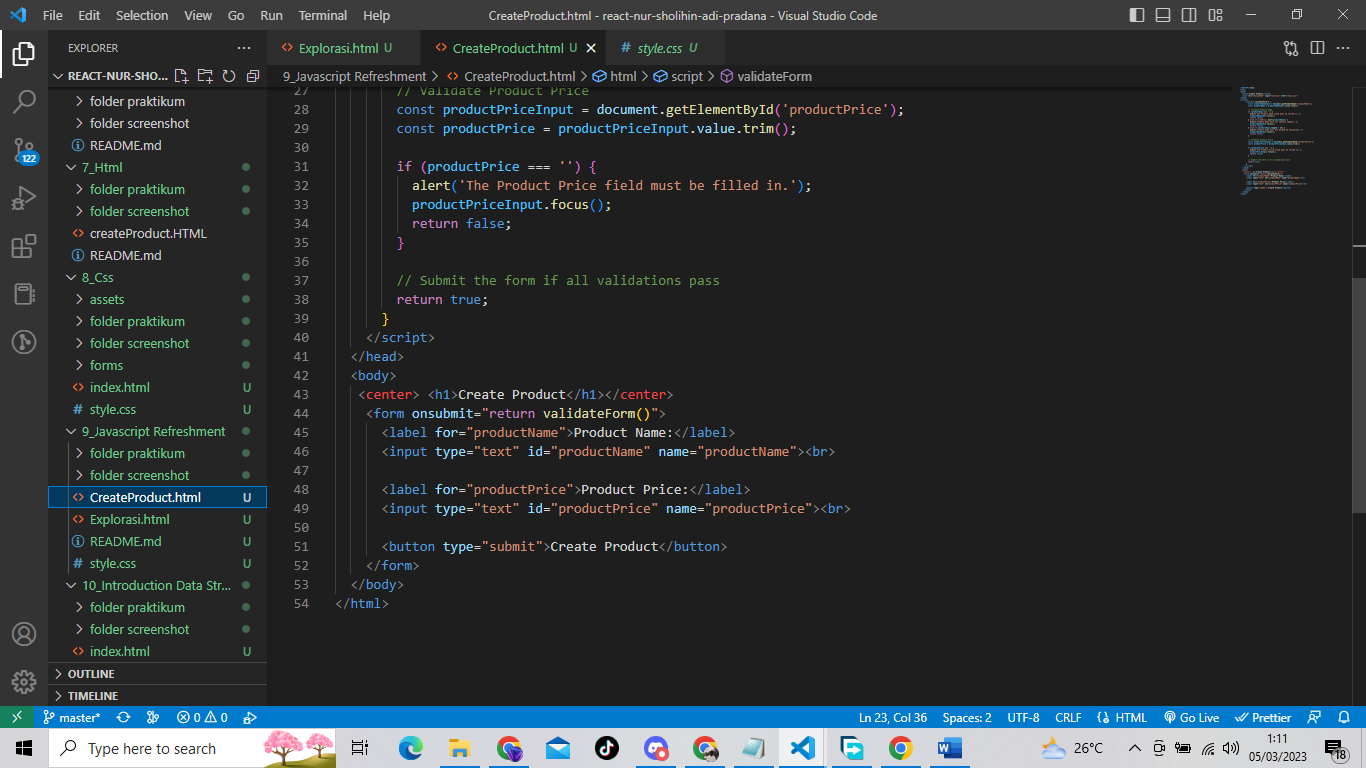 File Edit Selection View Go Run Terminal Help
CreateProduct.html - react-nur-sholihin-adi-pradana - Visual Studio Code
EXPLORER
REACT-NUR-SHO...
folder praktikum
folder screenshot
README.md
7_Html
folder praktikum
folder screenshot
createProduct.HTML
README.md
8_Css
assets
folder praktikum
folder screenshot
forms
index.html U
style.css U
9_Javascript Refreshment
folder praktikum
folder screenshot
CreateProduct.html U
Explorasi.html U
README.md U
style.css U
10_Introduction Data Str...
folder praktikum
folder screenshot
index.html U
OUTLINE
TIMELINE
122
Explorasi.html U CreateProduct.html U style.css U
9_Javascript Refreshment > CreateProduct.html > html > script > validateForm
27 // Validate Product Price
28 const productPriceInput = document.getElementById('productPrice');
29 const productPrice = productPriceInput.value.trim();
30
31 if (productPrice === '') {
32 alert('The Product Price field must be filled in.');
33 productPriceInput.focus();
34 return false;
35 }
36
37 // Submit the form if all validations pass
38 return true;
39 }
40 </script>
41 </head>
42 <body>
43 <center> <h1>Create Product</h1></center>
44 <form onsubmit="return validateForm()">
45 <label for="productName">Product Name:</label>
46 <input type="text" id="productName" name="productName"><br>
47
48 <label for="productPrice">Product Price:</label>
49 <input type="text" id="productPrice" name="productPrice"><br>
50
51 <button type="submit">Create Product</button>
52 </form>
53 </body>
54 </html>
master* 0 0 Ln 23, Col 36 Spaces: 2 UTF-8 CRLF HTML Go Live Prettier
Type here to search
26°C
1:11
05/03/2023
18